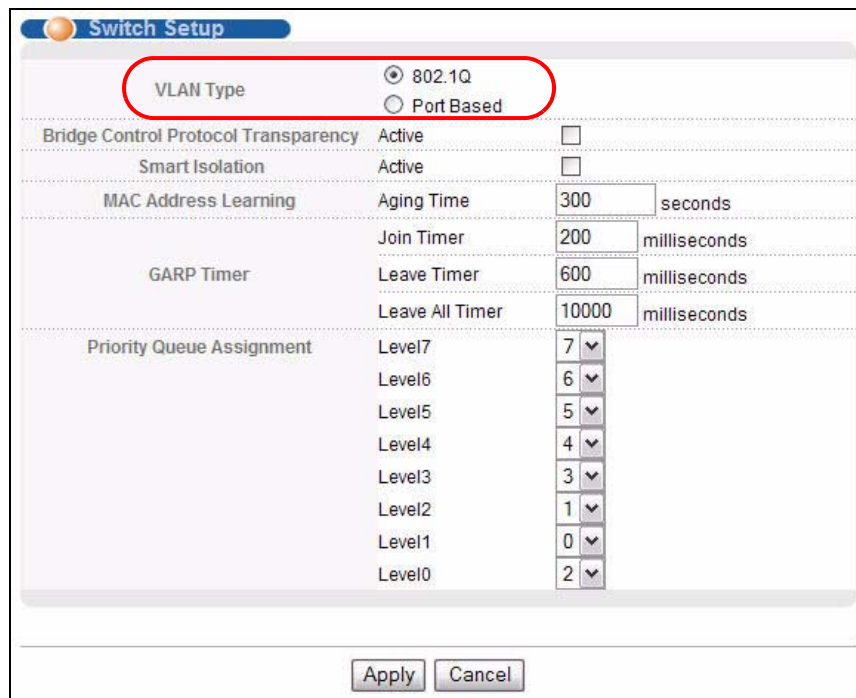 Switch Setup
VLAN Type
802.1Q
Port Based
Bridge Control Protocol Transparency Active
Smart Isolation Active
MAC Address Learning Aging Time 300 seconds
GARP Timer
Join Timer 200 milliseconds
Leave Timer 600 milliseconds
Leave All Timer 10000 milliseconds
Priority Queue Assignment Level7 7
Level6 6
Level5 5
Level4 4
Level3 3
Level2 1
Level1 0
Level0 2
Apply Cancel